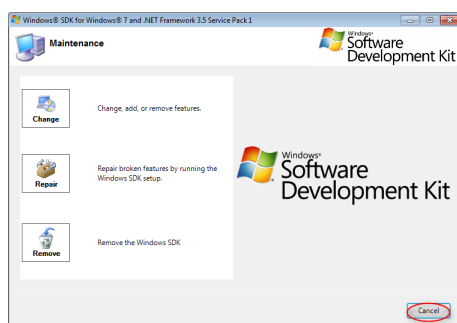 Windows® SDK for Windows® 7 and .NET Framework 3.5 Service Pack 1
Maintenance
Windows®
Software
Development Kit
Change
Change, add, or remove features.
Repair
Repair broken features by running the
Windows SDK setup.
Windows®
Software
Development Kit
Remove
Remove the Windows SDK
Cancel